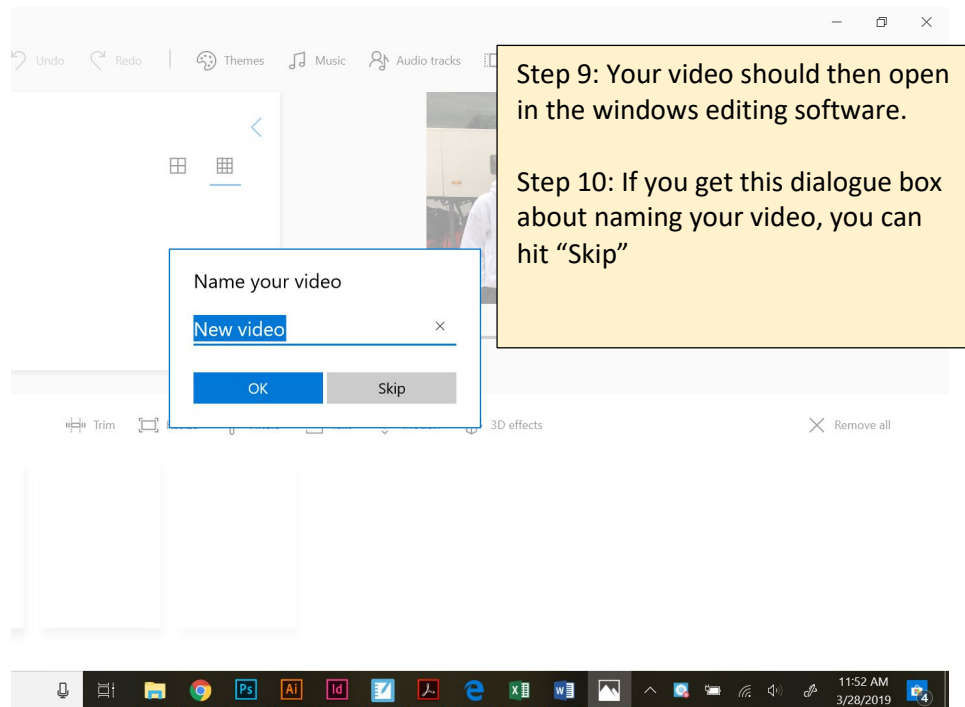 Undo Redo Themes Music Audio tracks
Step 9: Your video should then open
in the windows editing software.
Step 10: If you get this dialogue box
about naming your video, you can
hit “Skip”
Name your video
New video
OK Skip
Trim 3D effects Remove all
Ps Ai Id
11:52 AM
3/28/2019
4